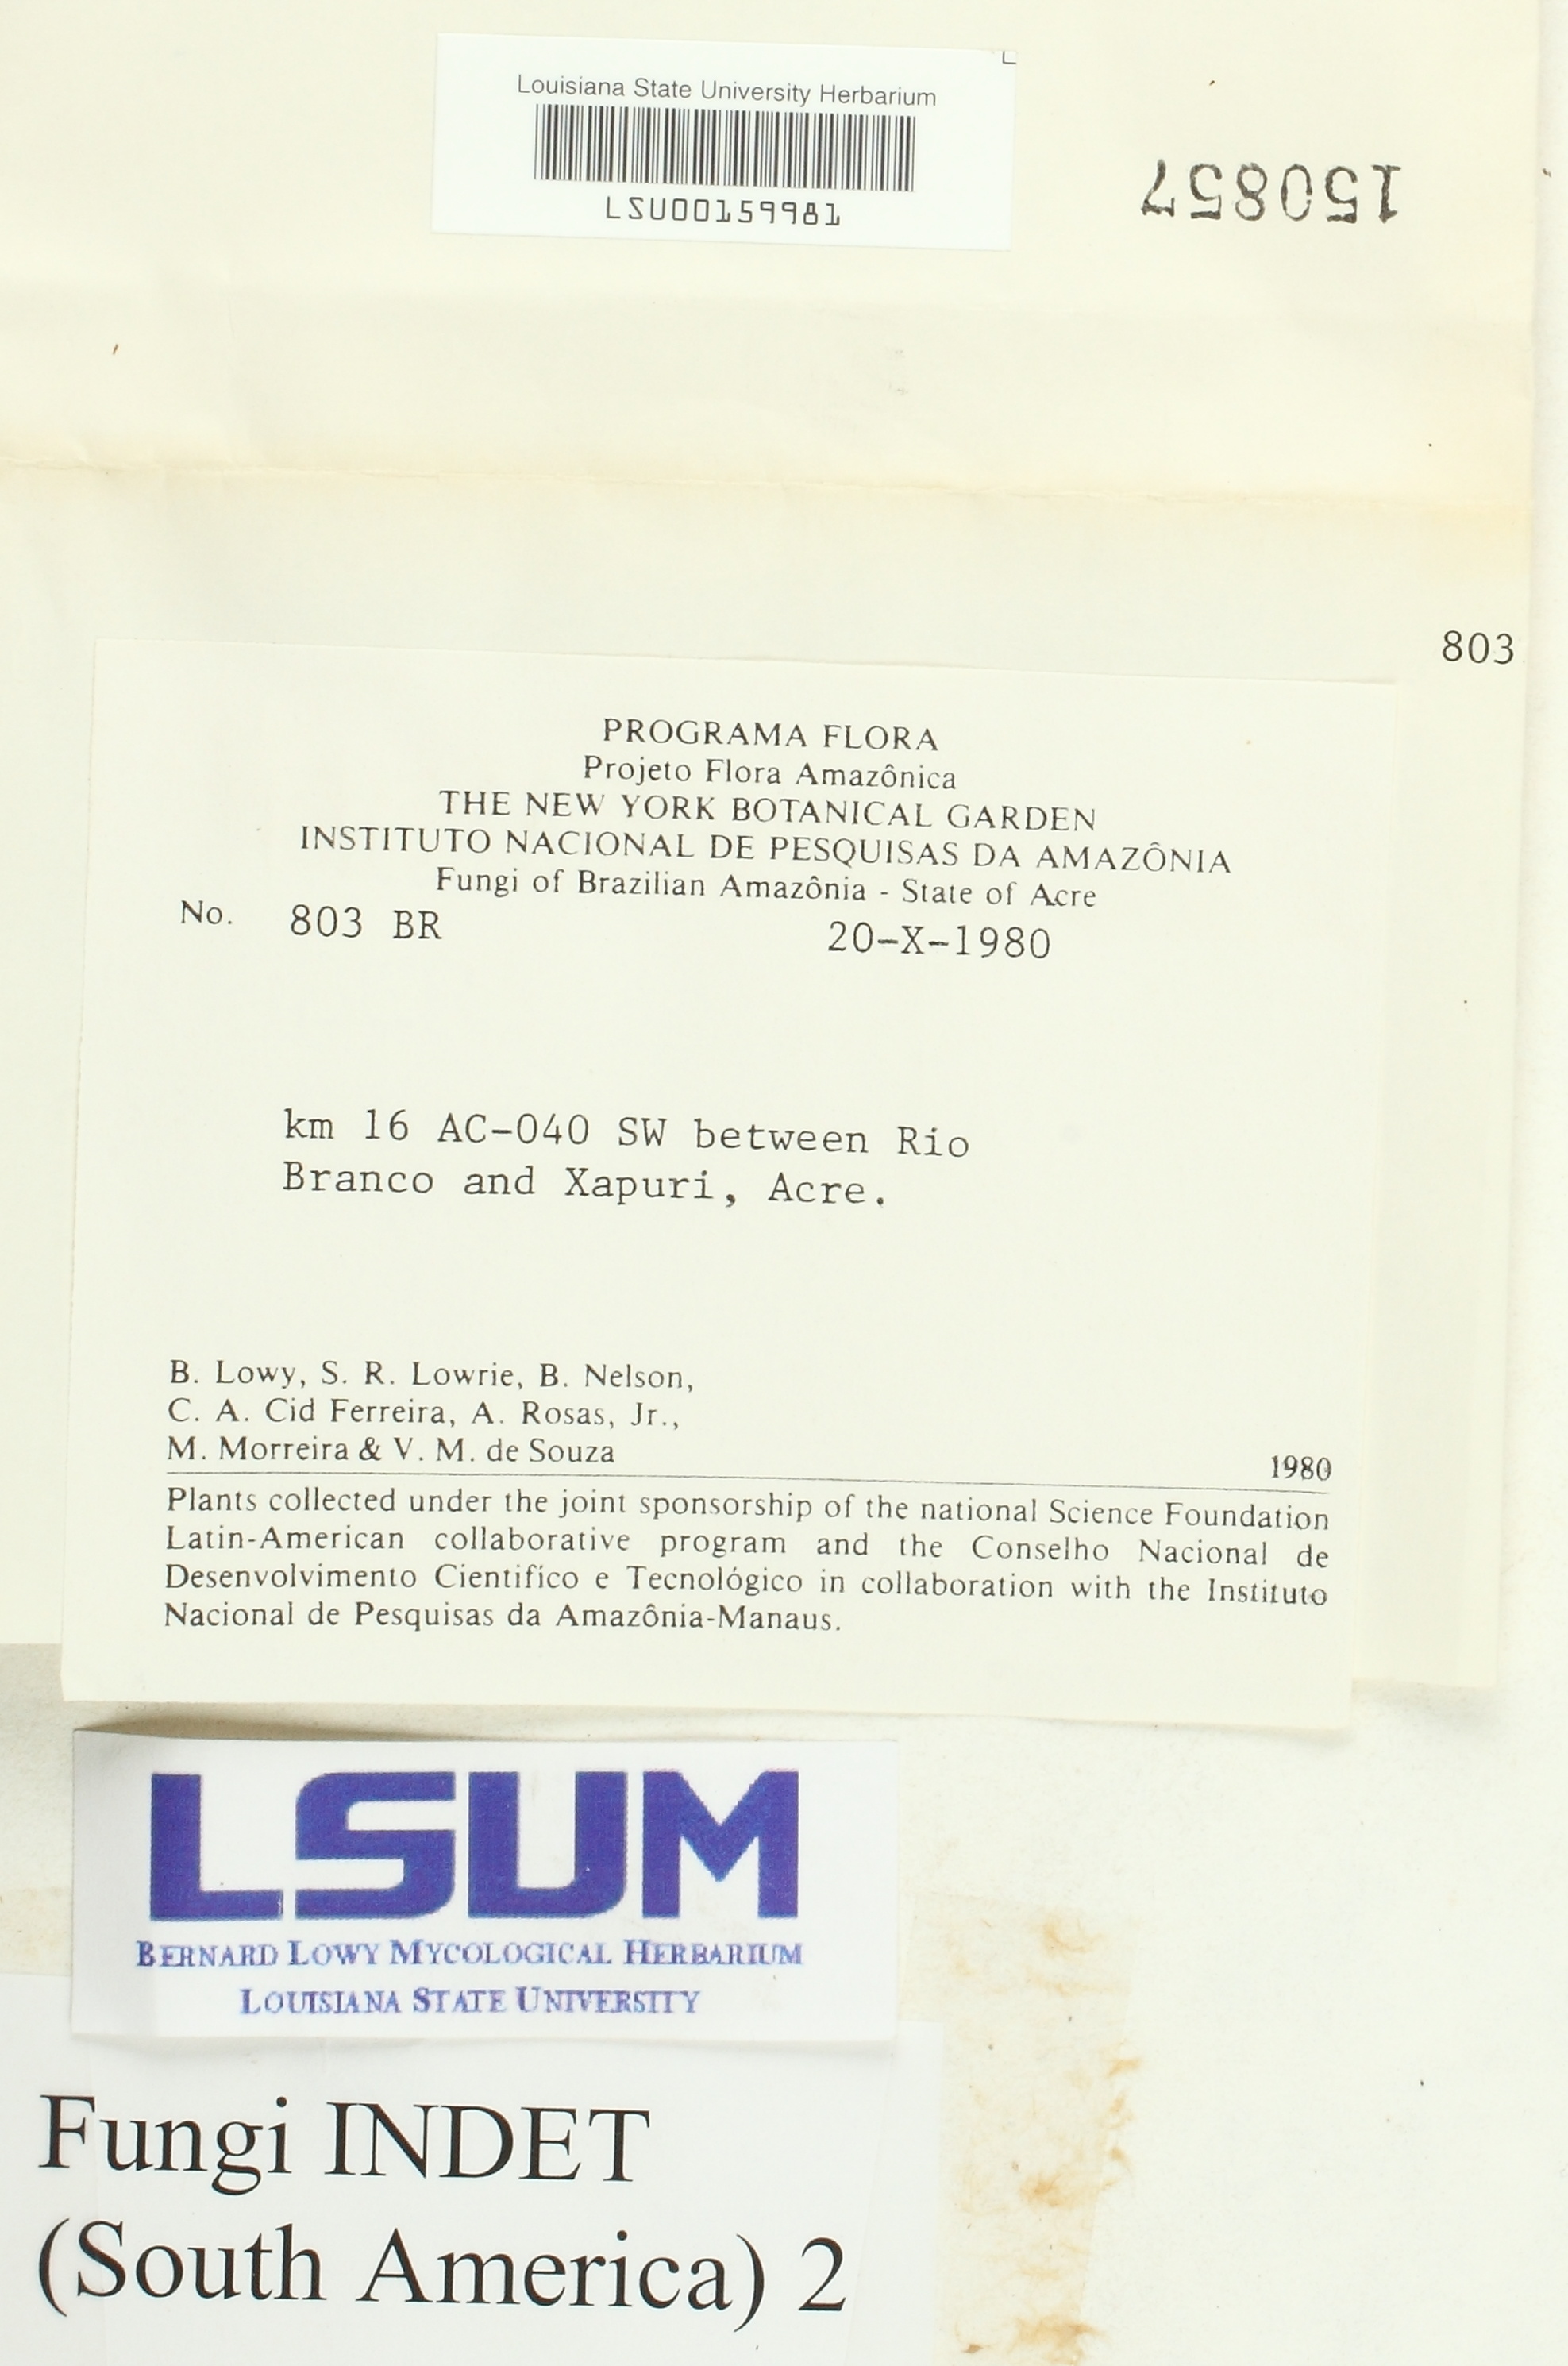 Louisiana State University Herbarium
LSU00159981
150857
803
PROGRAMA FLORA
Projeto Flora Amazônica
THE NEW YORK BOTANICAL GARDEN
INSTITUTO NACIONAL DE PESQUISAS DA AMAZÔNIA
Fungi of Brazilian Amazônia - State of Acre
No. 803 BR 20-X-1980
km 16 AC-040 SW between Rio
Branco and Xapuri, Acre.
B. Lowy, S. R. Lowrie, B. Nelson,
C. A. Cid Ferreira, A. Rosas, Jr.,
M. Morreira & V. M. de Souza 1980
Plants collected under the joint sponsorship of the national Science Foundation
Latin-American collaborative program and the Conselho Nacional de
Desenvolvimento Cientifíco e Tecnológico in collaboration with the Instituto
Nacional de Pesquisas da Amazônia-Manaus.
LSUM
BERNARD LOWY MYCOLOGICAL HERBARIUM
LOUISIANA STATE UNIVERSITY
Fungi INDET
(South America) 2